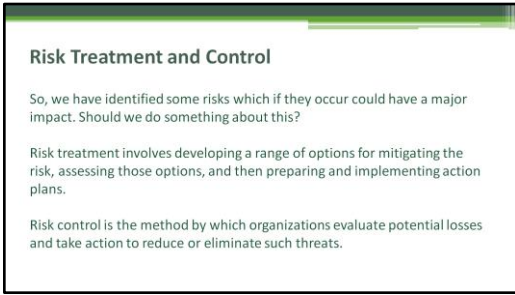 Risk Treatment and Control
So, we have identified some risks which if they occur could have a major
impact. Should we do something about this?
Risk treatment involves developing a range of options for mitigating the
risk, assessing those options, and then preparing and implementing action
plans.
Risk control is the method by which organizations evaluate potential losses
and take action to reduce or eliminate such threats.